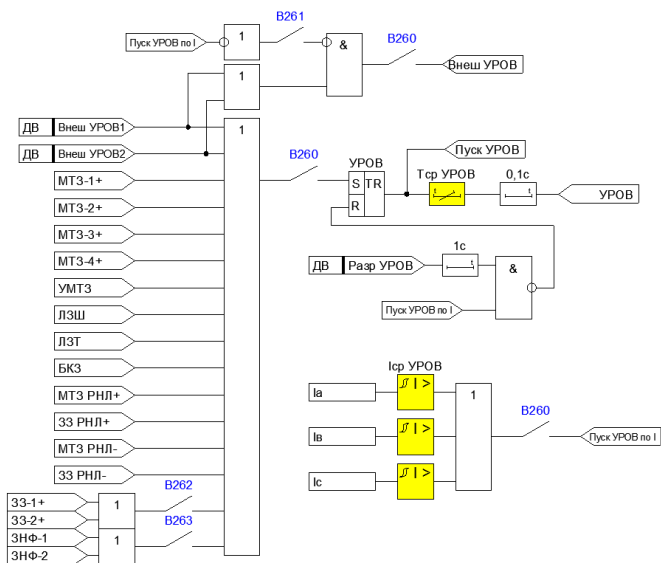 В261
Пуск УРОВ по I
1
&
В260
Внеш УРОВ
1
ДВ Внеш УРОВ1
1
ДВ Внеш УРОВ2
В260
УРОВ
Пуск УРОВ
S TR
R
Тср УРОВ
t
0,1с
t
УРОВ
МТЗ-1+
МТЗ-2+
МТЗ-3+
МТЗ-4+
УМТЗ
ЛЗШ
ЛЗТ
БКЗ
МТЗ РНЛ+
ЗЗ РНЛ+
МТЗ РНЛ-
ЗЗ РНЛ-
1с
ДВ Разр УРОВ
t
&
Пуск УРОВ по I
Iср УРОВ
Iа
I >
1
Iв
I >
В260
Пуск УРОВ по I
Iс
I >
ЗЗ-1+
ЗЗ-2+
1
В262
ЗНФ-1
ЗНФ-2
1
В263